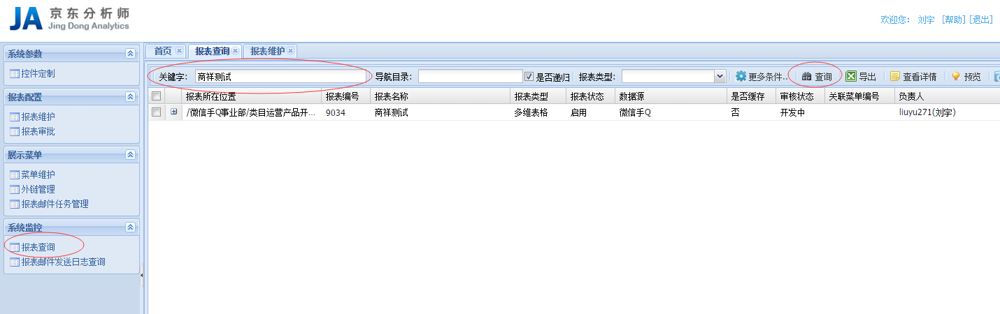 JA 京东分析师
Jing Dong Analytics
欢迎您： 刘宇 [帮助] [退出]
系统参数
控件定制
报表配置
报表维护
报表审批
展示菜单
菜单维护
外链管理
报表邮件任务管理
系统监控
报表查询
报表邮件发送日志查询
首页 报表查询 报表维护
关键字: 商祥测试 导航目录: 是否递归 报表类型: 更多条件.. 查询 导出 查看详情 预览
报表所在位置 报表编号 报表名称 报表类型 报表状态 数据源 是否缓存 审核状态 关联菜单编号 负责人
/微信手Q事业部/类目运营产品开... 9034 商祥测试 多维表格 启用 微信手Q 否 开发中 liuyu271(刘宇)